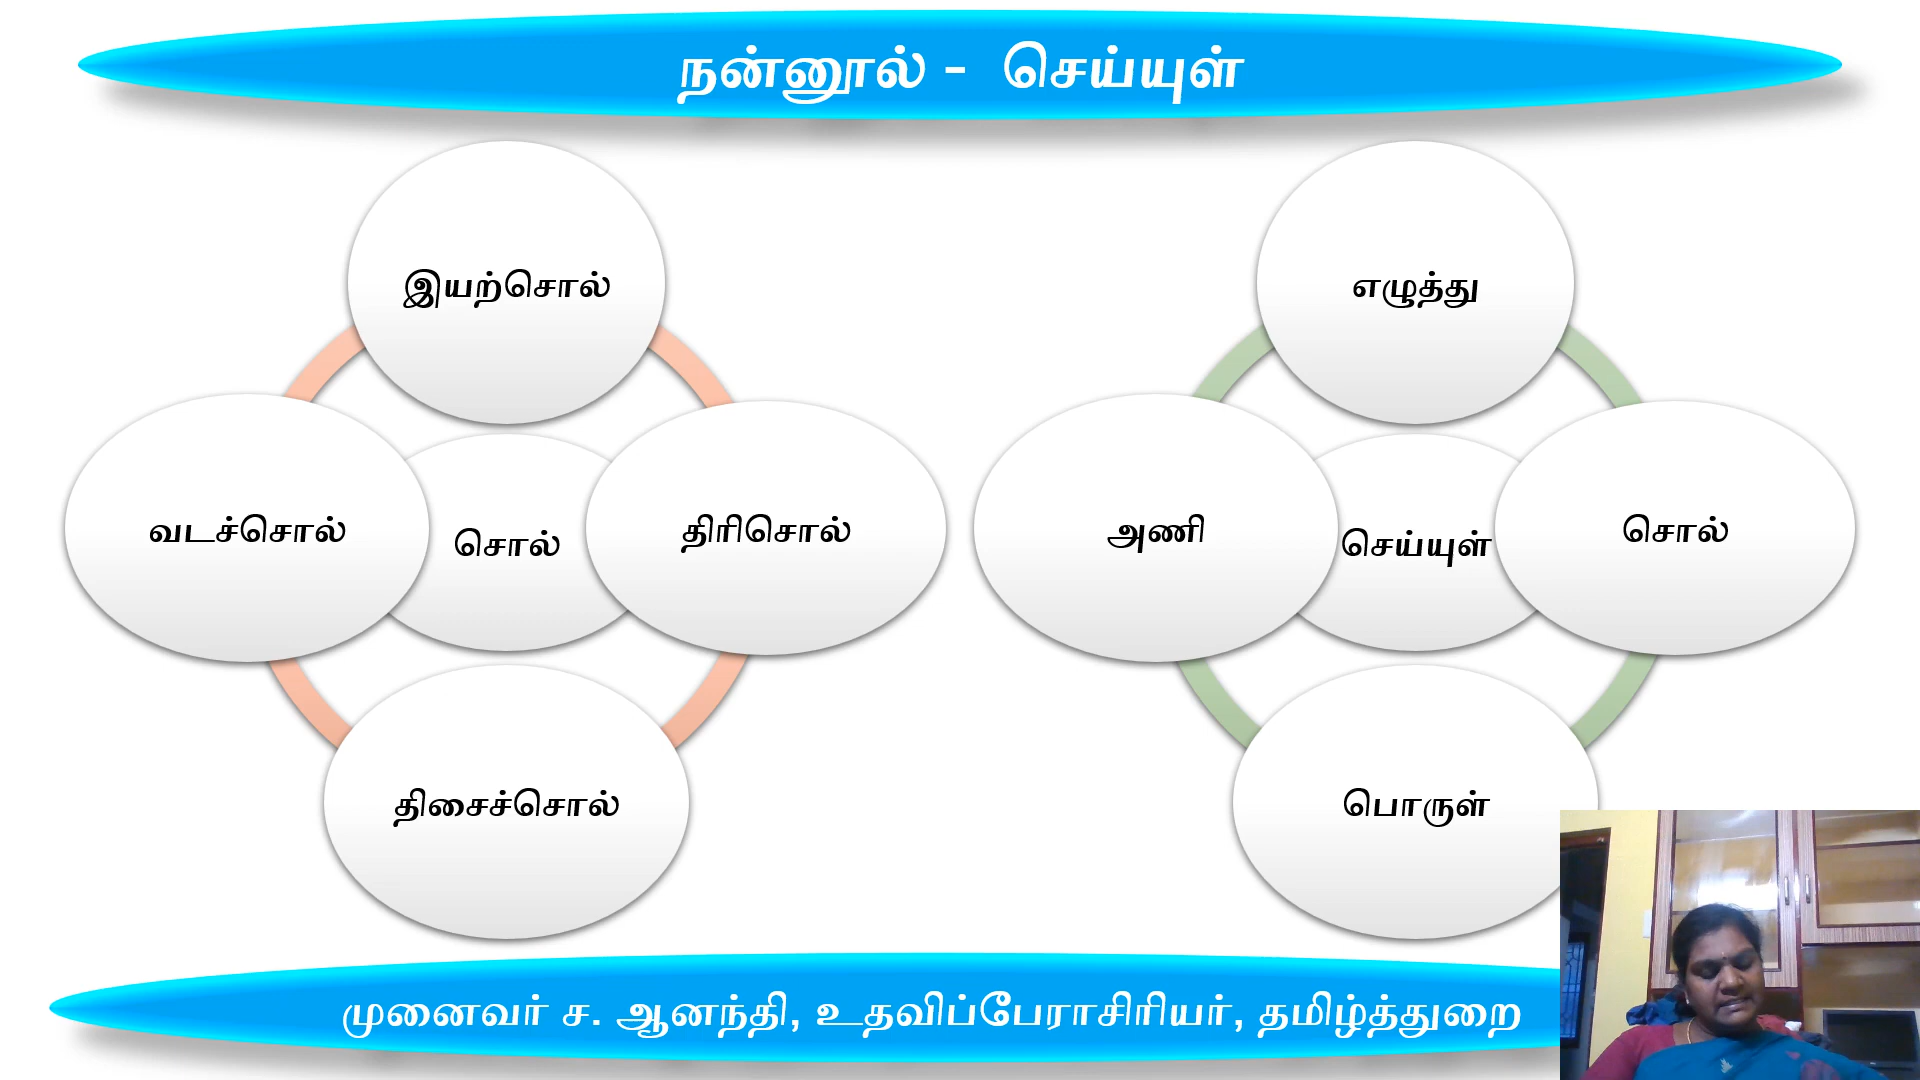 நன்னூல் - செய்யுள்
இயற்சொல்
வடச்சொல்
சொல்
திரிசொல்
திசைச்சொல்
எழுத்து
அணி
செய்யுள்
சொல்
பொருள்
முனைவர் ச. ஆனந்தி, உதவிப்பேராசிரியர், தமிழ்த்துறை